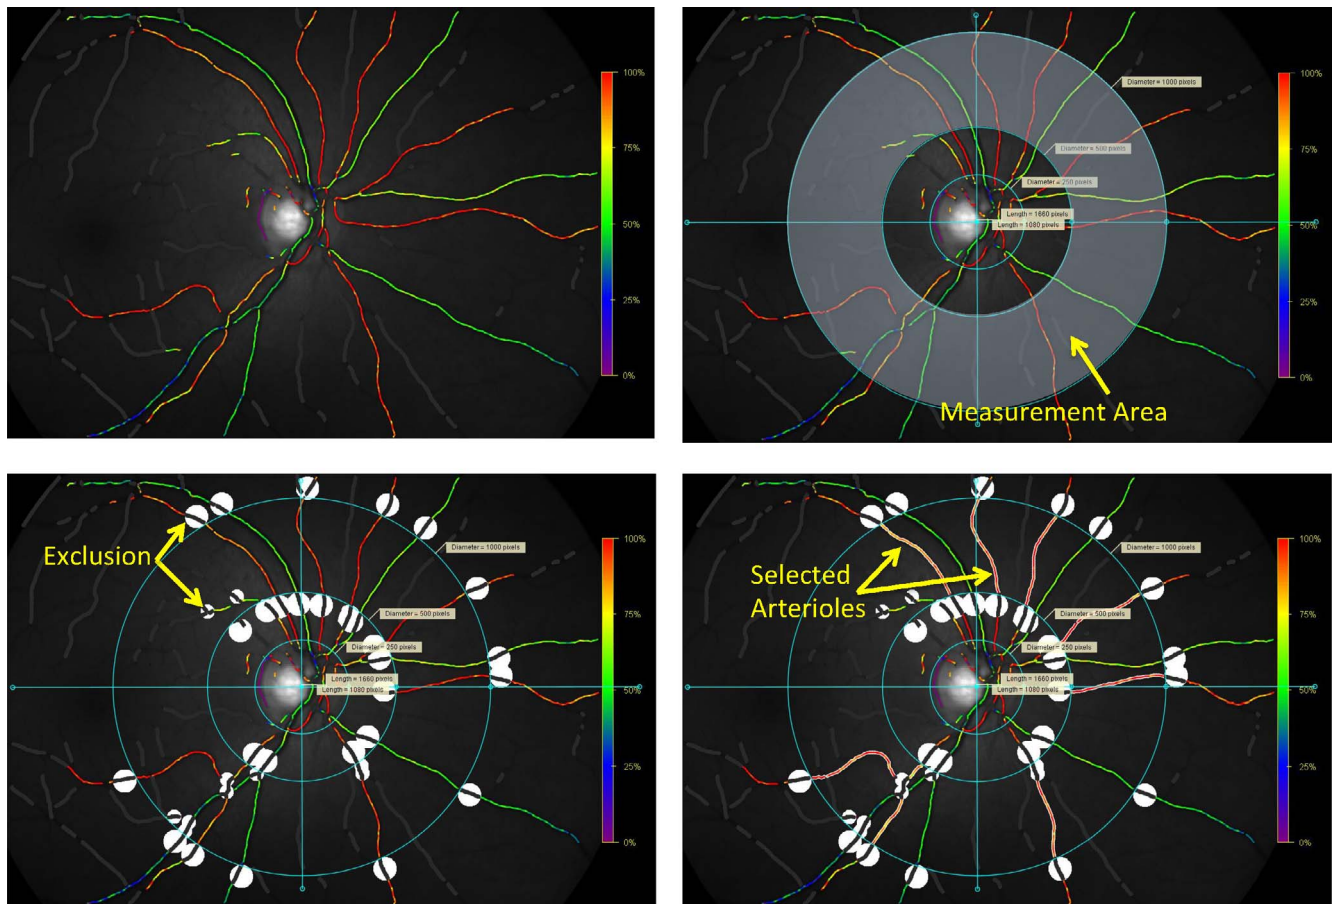 100%
75%
50%
25%
0%
Diameter = 1000 pixels
Diameter = 500 pixels
Diameter = 250 pixels
Length = 1660 pixels
Length = 1080 pixels
Measurement Area
100%
75%
50%
25%
0%
Exclusion
Diameter = 1000 pixels
Diameter = 500 pixels
Diameter = 250 pixels
Length = 1660 pixels
Length = 1080 pixels
100%
75%
50%
25%
0%
Selected
Arterioles
Diameter = 1000 pixels
Diameter = 500 pixels
Diameter = 250 pixels
Length = 1660 pixels
Length = 1080 pixels
100%
75%
50%
25%
0%